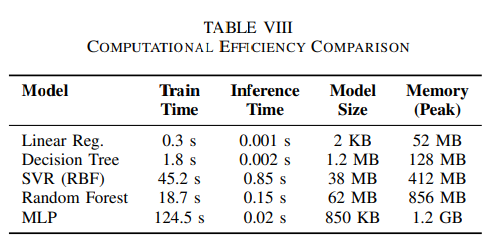 TABLE VIII
COMPUTATIONAL EFFICIENCY COMPARISON
Model Train Inference Model Memory
Time Time Size (Peak)
Linear Reg. 0.3 s 0.001 s 2 KB 52 MB
Decision Tree 1.8 s 0.002 s 1.2 MB 128 MB
SVR (RBF) 45.2 s 0.85 s 38 MB 412 MB
Random Forest 18.7 s 0.15 s 62 MB 856 MB
MLP 124.5 s 0.02 s 850 KB 1.2 GB